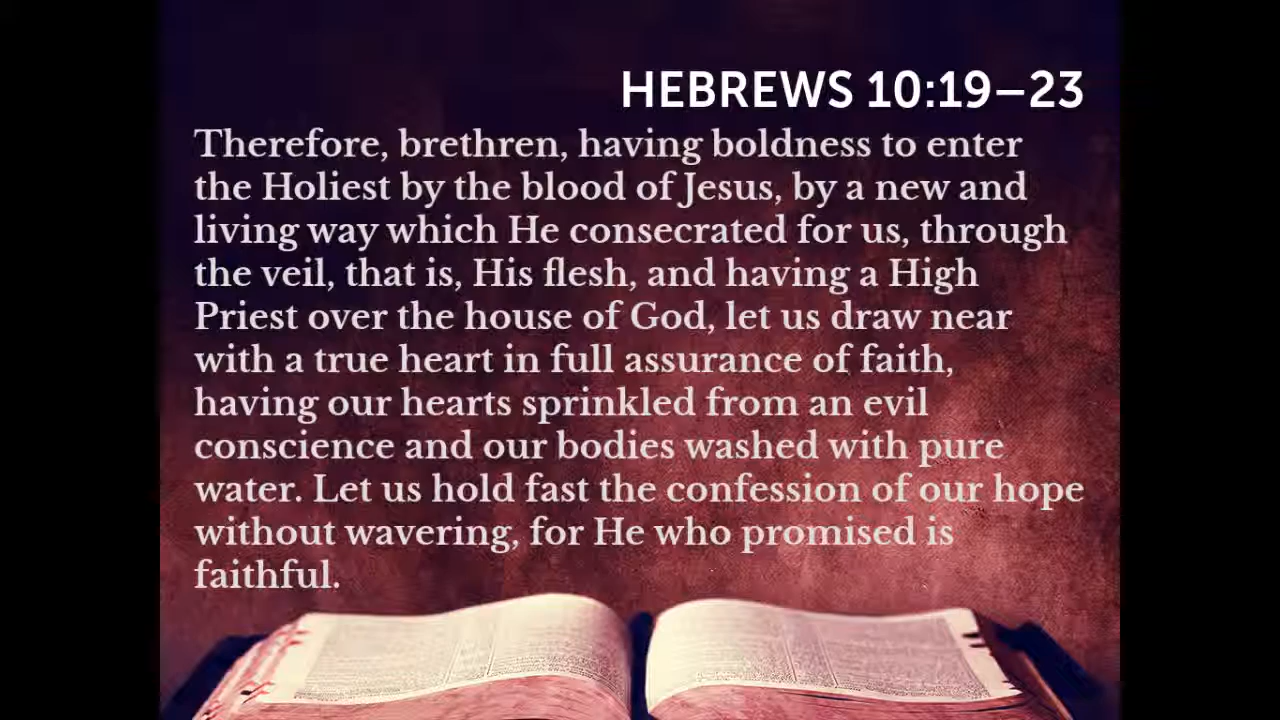 HEBREWS 10:19–23
Therefore, brethren, having boldness to enter
the Holiest by the blood of Jesus, by a new and
living way which He consecrated for us, through
the veil, that is, His flesh, and having a High
Priest over the house of God, let us draw near
with a true heart in full assurance of faith,
having our hearts sprinkled from an evil
conscience and our bodies washed with pure
water. Let us hold fast the confession of our hope
without wavering, for He who promised is
faithful.